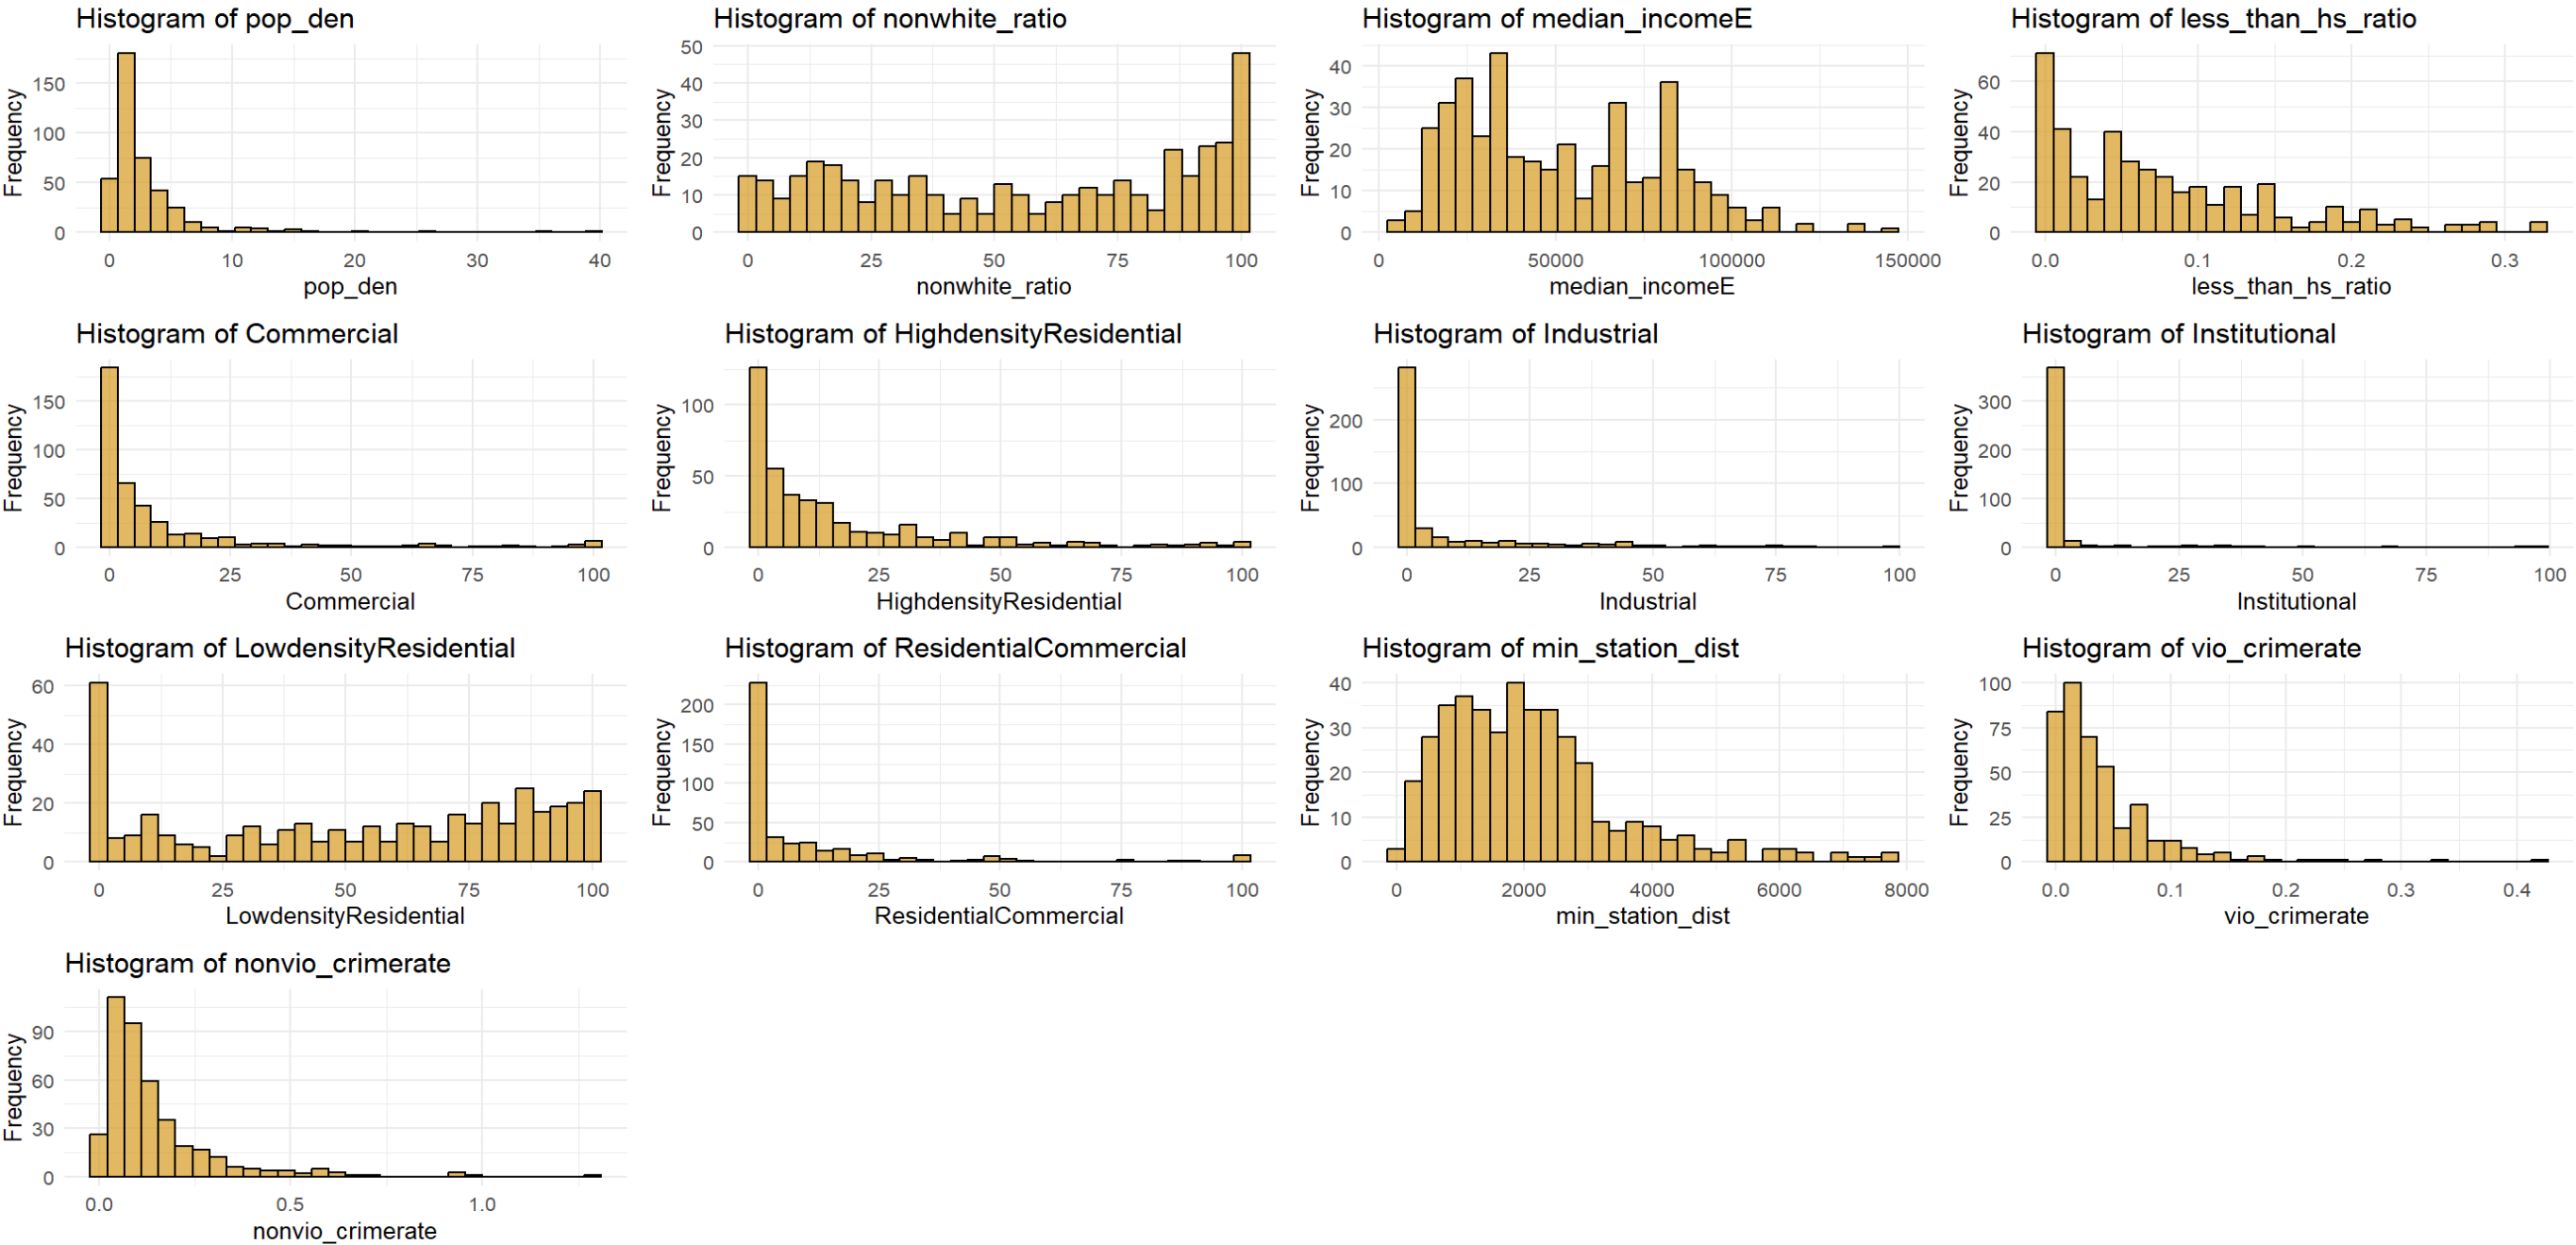 Histogram of pop_den
Frequency
150
100
50
0
0 10 20 30 40
pop_den
Histogram of nonwhite_ratio
Frequency
50
40
30
20
10
0
0 25 50 75 100
nonwhite_ratio
Histogram of median_incomeE
Frequency
40
30
20
10
0
0 50000 100000 150000
median_incomeE
Histogram of less_than_hs_ratio
Frequency
60
40
20
0
0.0 0.1 0.2 0.3
less_than_hs_ratio
Histogram of Commercial
Frequency
150
100
50
0
0 25 50 75 100
Commercial
Histogram of HighdensityResidential
Frequency
100
50
0
0 25 50 75 100
HighdensityResidential
Histogram of Industrial
Frequency
200
100
0
0 25 50 75 100
Industrial
Histogram of Institutional
Frequency
300
200
100
0
0 25 50 75 100
Institutional
Histogram of LowdensityResidential
Frequency
60
40
20
0
0 25 50 75 100
LowdensityResidential
Histogram of ResidentialCommercial
Frequency
200
150
100
50
0
0 25 50 75 100
ResidentialCommercial
Histogram of min_station_dist
Frequency
40
30
20
10
0
0 2000 4000 6000 8000
min_station_dist
Histogram of vio_crimerate
Frequency
100
75
50
25
0
0.0 0.1 0.2 0.3 0.4
vio_crimerate
Histogram of nonvio_crimerate
Frequency
90
60
30
0
0.0 0.5 1.0
nonvio_crimerate